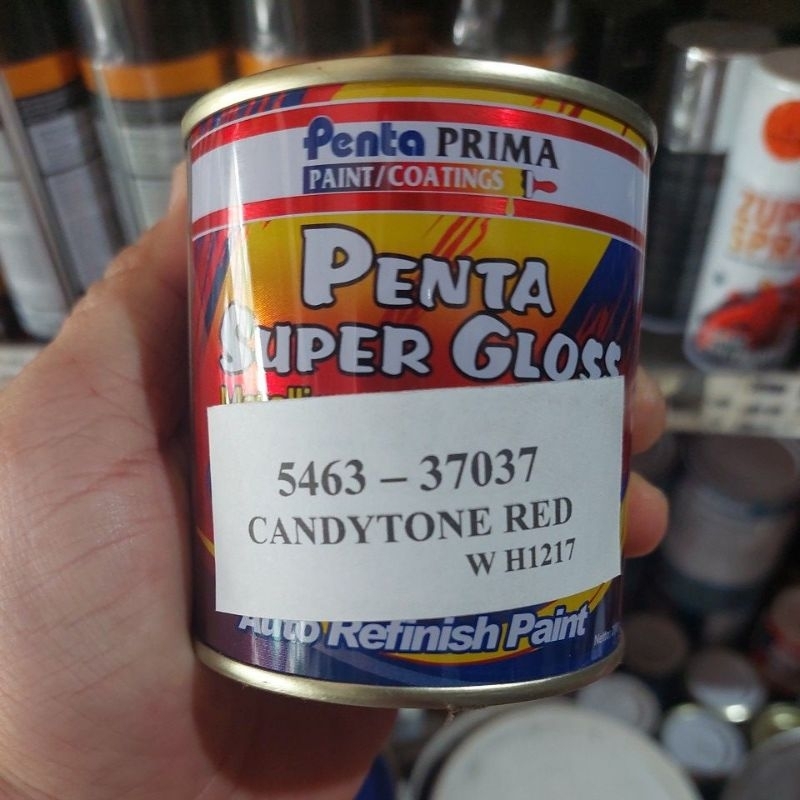 Penta PRIMA
PAINT/COATINGS
PENTA
SUPER GLOSS
5463 – 37037
CANDYTONE RED
W H1217
Auto Refinish Paint